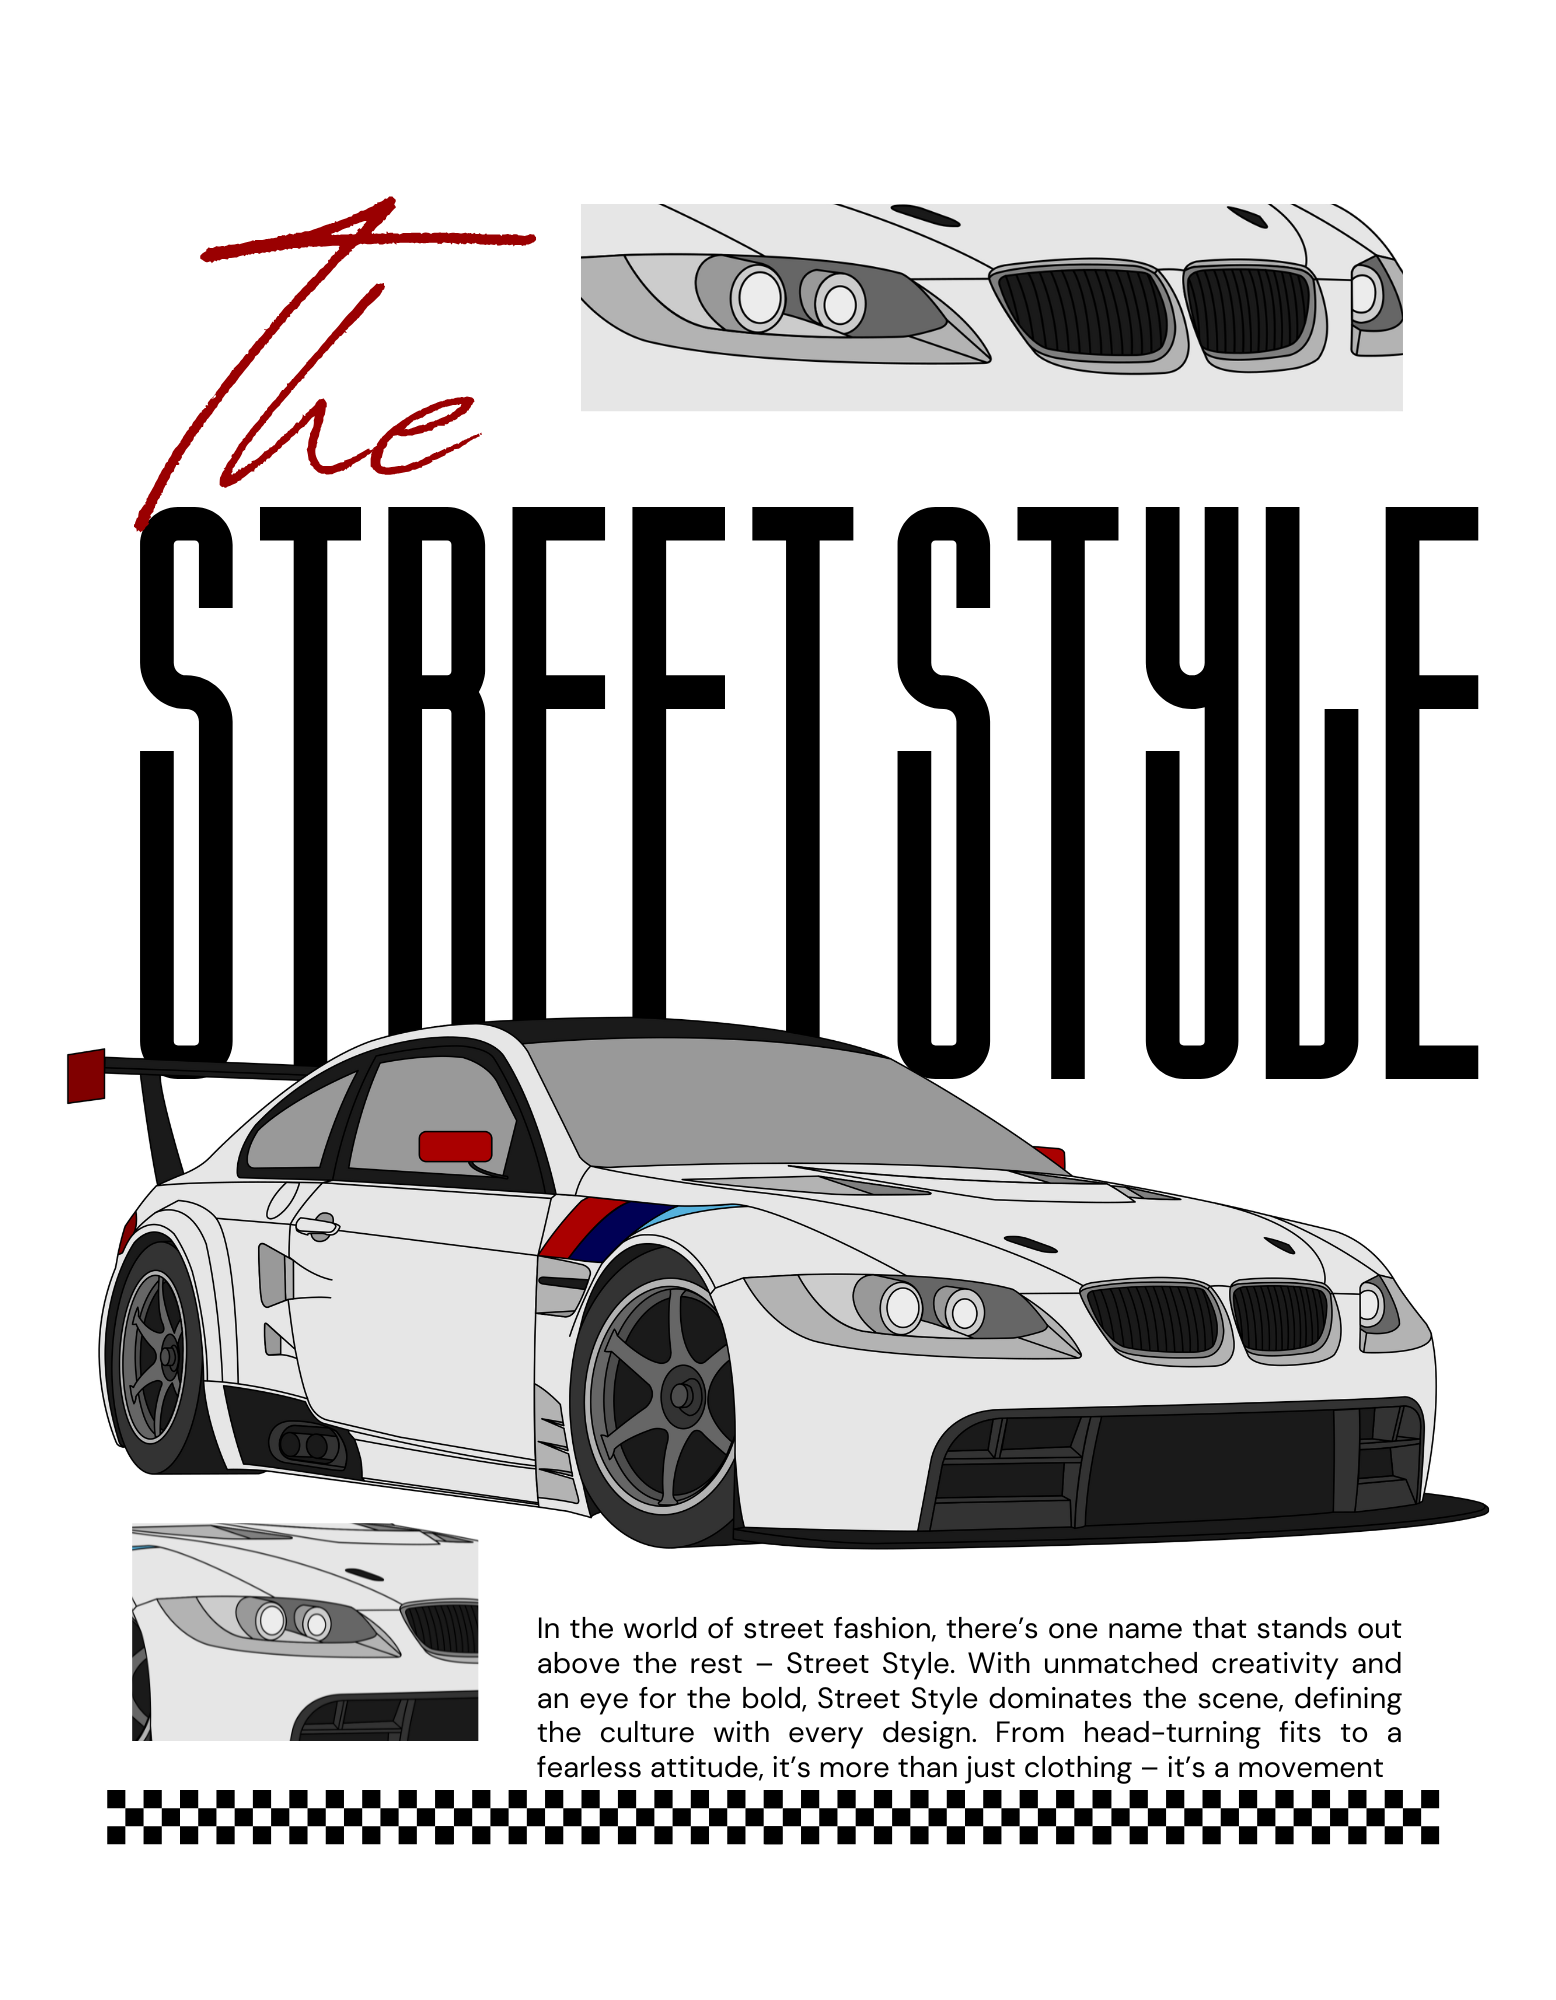 The
STREET STYLE
In the world of street fashion, there’s one name that stands out
above the rest – Street Style. With unmatched creativity and
an eye for the bold, Street Style dominates the scene, defining
the culture with every design. From head-turning fits to a
fearless attitude, it’s more than just clothing – it’s a movement